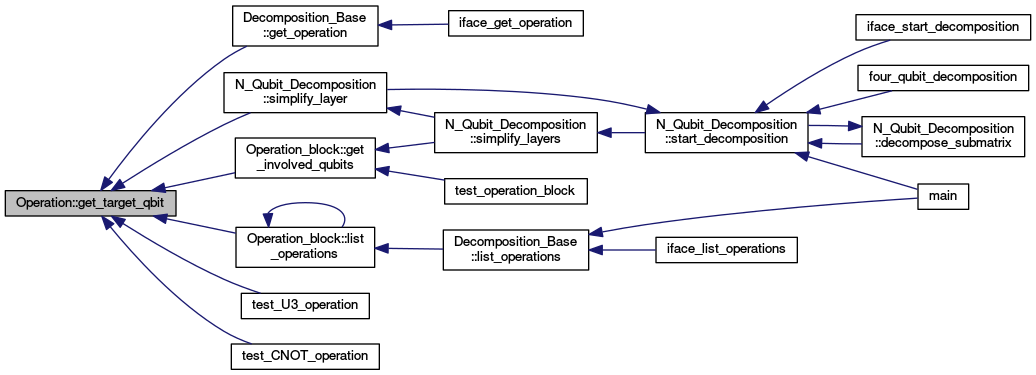 Decomposition_Base
::get_operation
iface_get_operation
iface_start_decomposition
four_qubit_decomposition
N_Qubit_Decomposition
::simplify_layer
N_Qubit_Decomposition
::simplify_layers
N_Qubit_Decomposition
::start_decomposition
N_Qubit_Decomposition
::decompose_submatrix
Operation_block::get
_involved_qubits
test_operation_block
main
Operation::get_target_qbit
Operation_block::list
_operations
Decomposition_Base
::list_operations
iface_list_operations
test_U3_operation
test_CNOT_operation